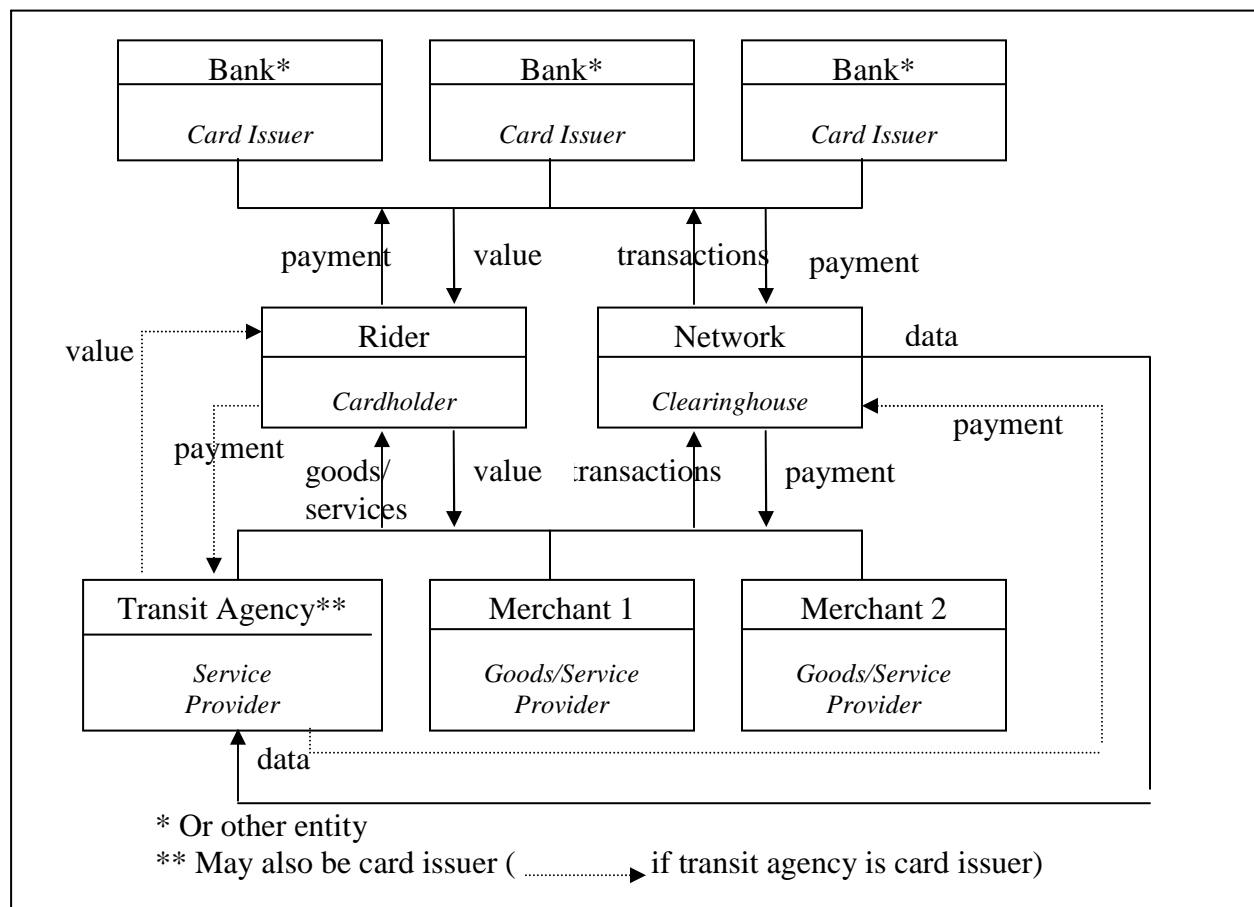 Bank*
Bank*
Bank*
Card Issuer
Card Issuer
Card Issuer
payment
value
transactions
payment
value
Rider
Network
data
Cardholder
Clearinghouse
payment
payment
goods/
services
value
transactions
payment
Transit Agency**
Merchant 1
Merchant 2
Service
Provider
Goods/Service
Provider
Goods/Service
Provider
data
* Or other entity
** May also be card issuer ( if transit agency is card issuer)